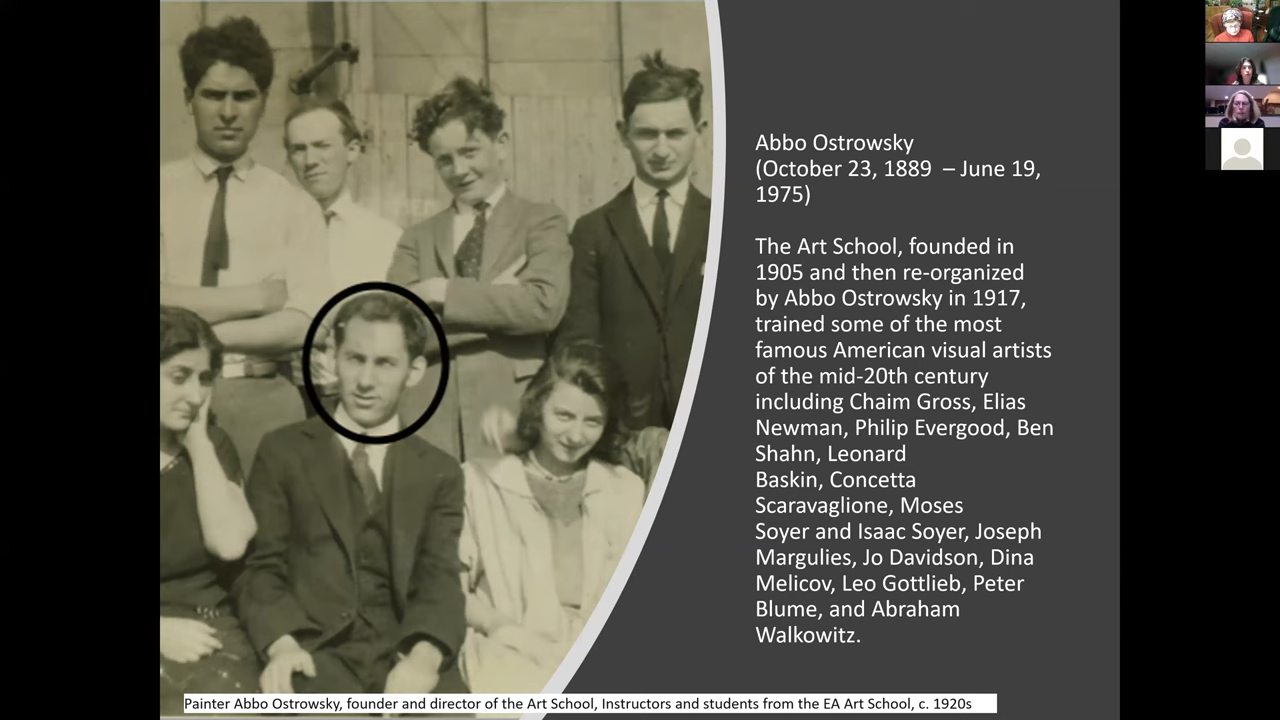 Abbo Ostrowsky
(October 23, 1889 – June 19,
1975)
The Art School, founded in
1905 and then re-organized
by Abbo Ostrowsky in 1917,
trained some of the most
famous American visual artists
of the mid-20th century
including Chaim Gross, Elias
Newman, Philip Evergood, Ben
Shahn, Leonard
Baskin, Concetta
Scaravaglione, Moses
Soyer and Isaac Soyer, Joseph
Margulies, Jo Davidson, Dina
Melicov, Leo Gottlieb, Peter
Blume, and Abraham
Walkowitz.
Painter Abbo Ostrowsky, founder and director of the Art School, Instructors and students from the EA Art School, c. 1920s